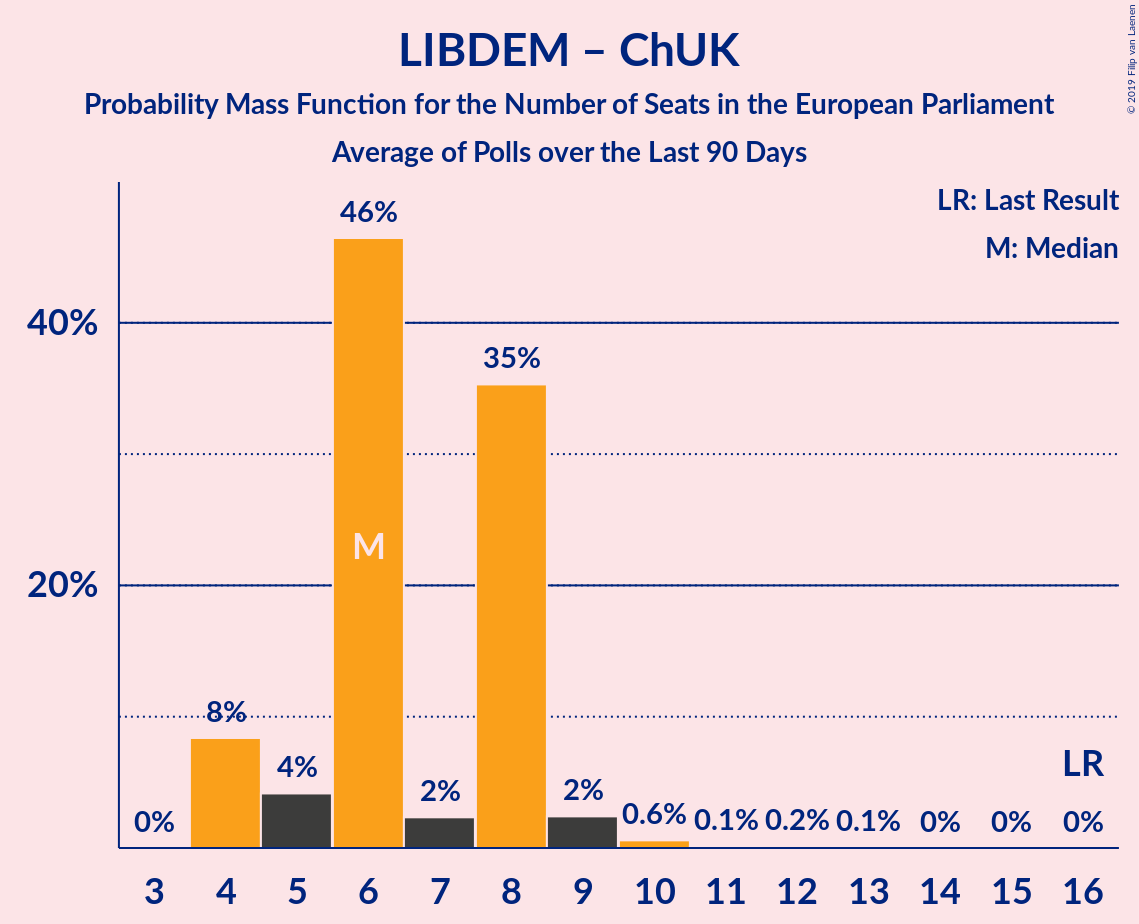 LIBDEM – ChUK
Probability Mass Function for the Number of Seats in the European Parliament
Average of Polls over the Last 90 Days
© 2019 Filip van Laenen
LR: Last Result
M: Median
46%
40%
35%
M
20%
8%
4%
2%
2%
LR
0%
0.6%
0.1%
0.2%
0.1%
0%
0%
0%
3 4 5 6 7 8 9 10 11 12 13 14 15 16